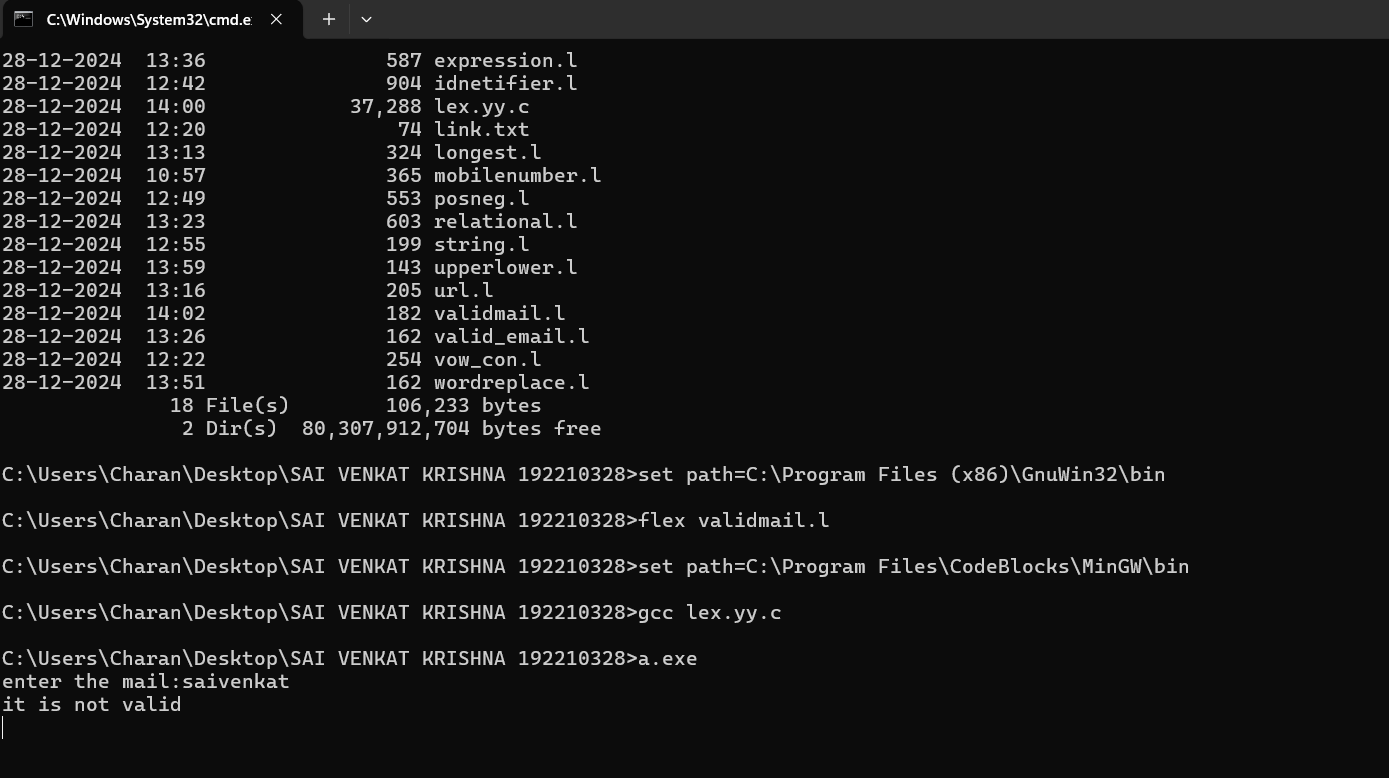 C:\Windows\System32\cmd.e
28-12-2024  13:36               587 expression.l
28-12-2024  12:42               904 idnetifier.l
28-12-2024  14:00            37,288 lex.yy.c
28-12-2024  12:20                74 link.txt
28-12-2024  13:13               324 longest.l
28-12-2024  10:57               365 mobilenumber.l
28-12-2024  12:49               553 posneg.l
28-12-2024  13:23               603 relational.l
28-12-2024  12:55               199 string.l
28-12-2024  13:59               143 upperlower.l
28-12-2024  13:16               205 url.l
28-12-2024  14:02               182 validmail.l
28-12-2024  13:26               162 valid_email.l
28-12-2024  12:22               254 vow_con.l
28-12-2024  13:51               162 wordreplace.l
              18 File(s)        106,233 bytes
               2 Dir(s)  80,307,912,704 bytes free
C:\Users\Charan\Desktop\SAI VENKAT KRISHNA 192210328>set path=C:\Program Files (x86)\GnuWin32\bin
C:\Users\Charan\Desktop\SAI VENKAT KRISHNA 192210328>flex validmail.l
C:\Users\Charan\Desktop\SAI VENKAT KRISHNA 192210328>set path=C:\Program Files\CodeBlocks\MinGW\bin
C:\Users\Charan\Desktop\SAI VENKAT KRISHNA 192210328>gcc lex.yy.c
C:\Users\Charan\Desktop\SAI VENKAT KRISHNA 192210328>a.exe
enter the mail:saivenkat
it is not valid